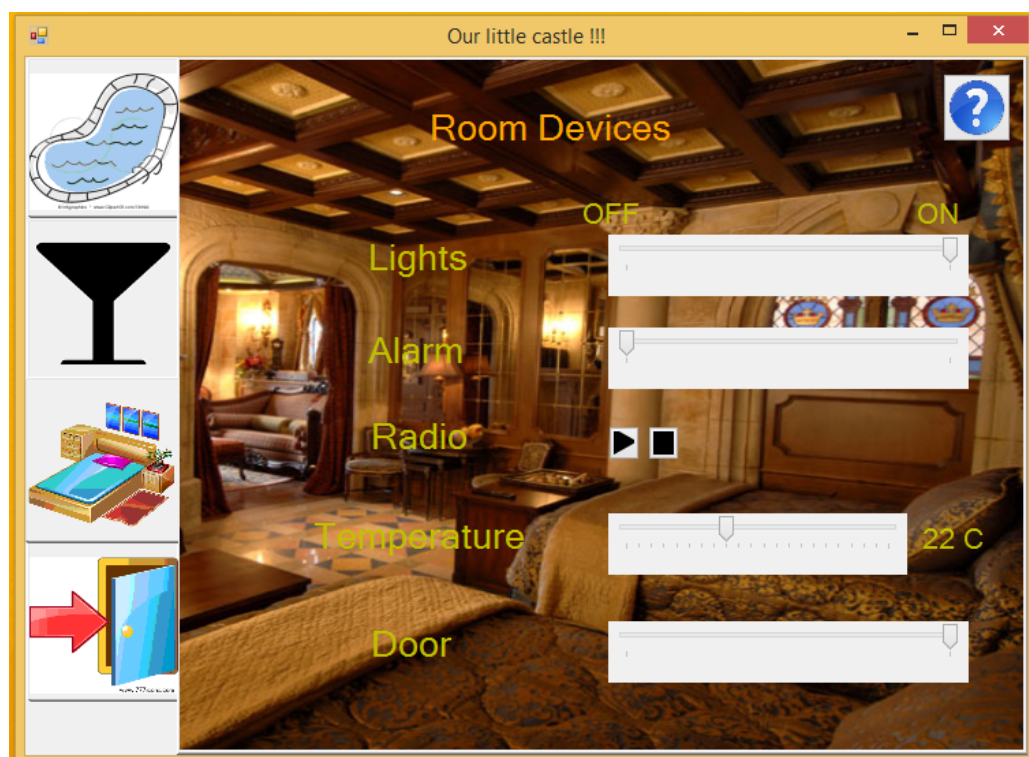 Our little castle !!!
Room Devices
OFF ON
Lights
Alarm
Radio
Temperature 22 C
Door